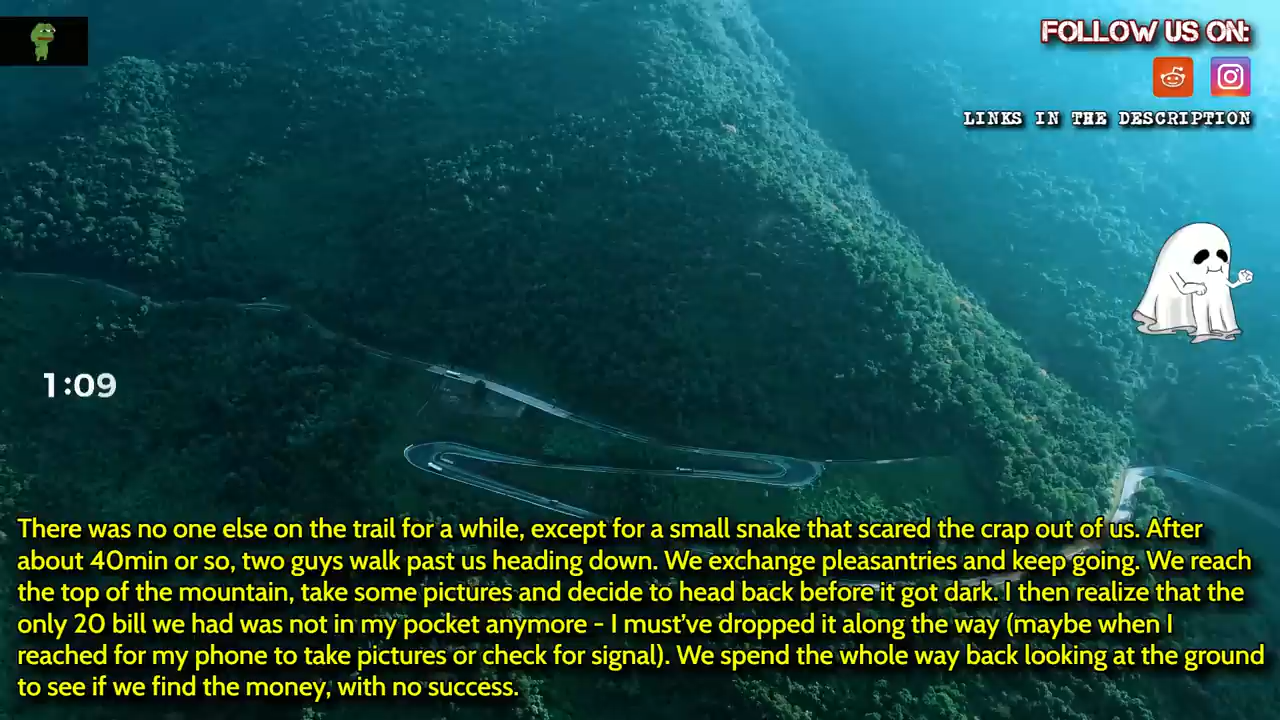 FOLLOW US ON:
LINKS IN THE DESCRIPTION
1:09
There was no one else on the trail for a while, except for a small snake that scared the crap out of us. After
about 40min or so, two guys walk past us heading down. We exchange pleasantries and keep going. We reach
the top of the mountain, take some pictures and decide to head back before it got dark. I then realize that the
only 20 bill we had was not in my pocket anymore - I must've dropped it along the way (maybe when I
reached for my phone to take pictures or check for signal). We spend the whole way back looking at the ground
to see if we find the money, with no success.